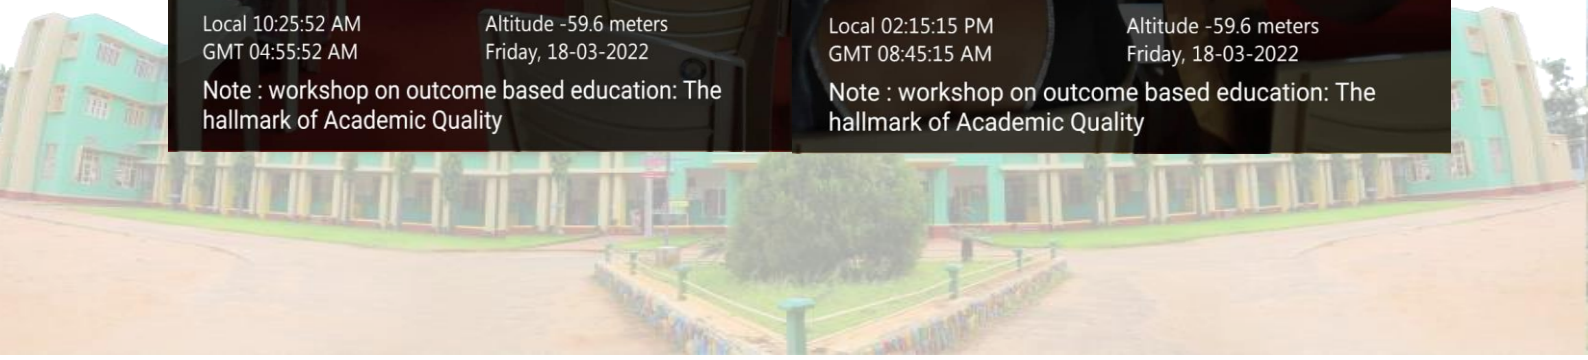 Local 10:25:52 AM Altitude -59.6 meters
GMT 04:55:52 AM Friday, 18-03-2022
Note : workshop on outcome based education: The
hallmark of Academic Quality
Local 02:15:15 PM Altitude -59.6 meters
GMT 08:45:15 AM Friday, 18-03-2022
Note : workshop on outcome based education: The
hallmark of Academic Quality